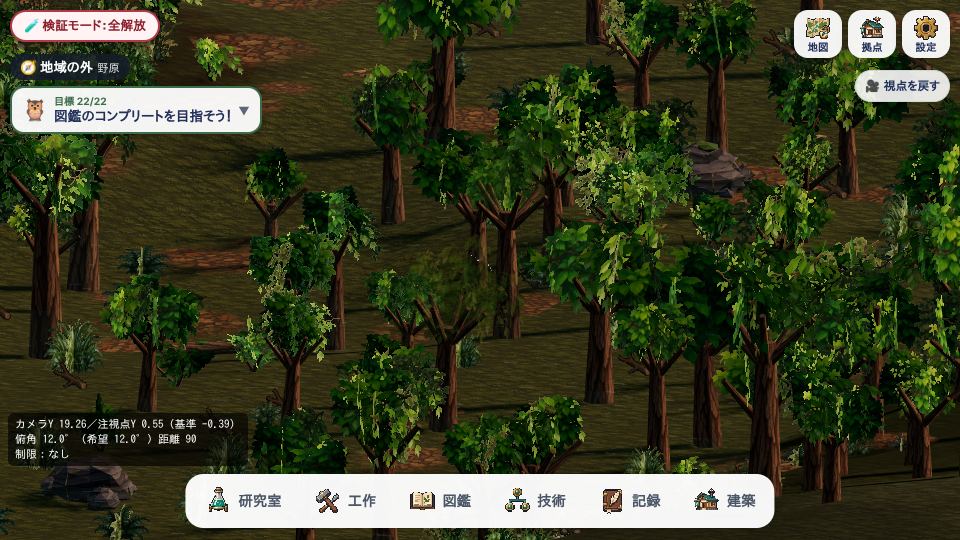 検証モード:全解放
地域の外 野原
目標 22/22
図鑑のコンプリートを目指そう!
地図
拠点
設定
視点を戻す
カメラY 19.26／注視点Y 0.55 (基準 -0.39)
俯角 12.0° (希望 12.0°) 距離 90
制限：なし
研究室
工作
図鑑
技術
記録
建築